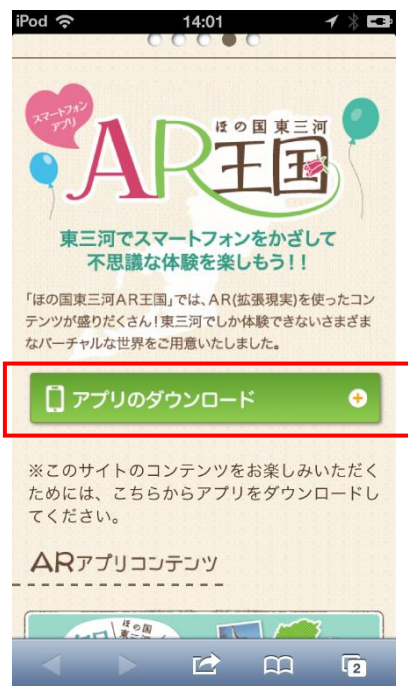 iPod 14:01
スマートフォン
アプリ
ほの国東三河
AR王国
東三河でスマートフォンをかざして
不思議な体験を楽しもう！！
「ほの国東三河AR王国」では、AR(拡張現実)を使ったコン
テンツが盛りだくさん！東三河でしか体験できないさまざま
なバーチャルな世界をご用意いたしました。
アプリのダウンロード
※このサイトのコンテンツをお楽しみいただく
ためには、こちらからアプリをダウンロードし
てください。
ARアプリコンテンツ
ほの国
2